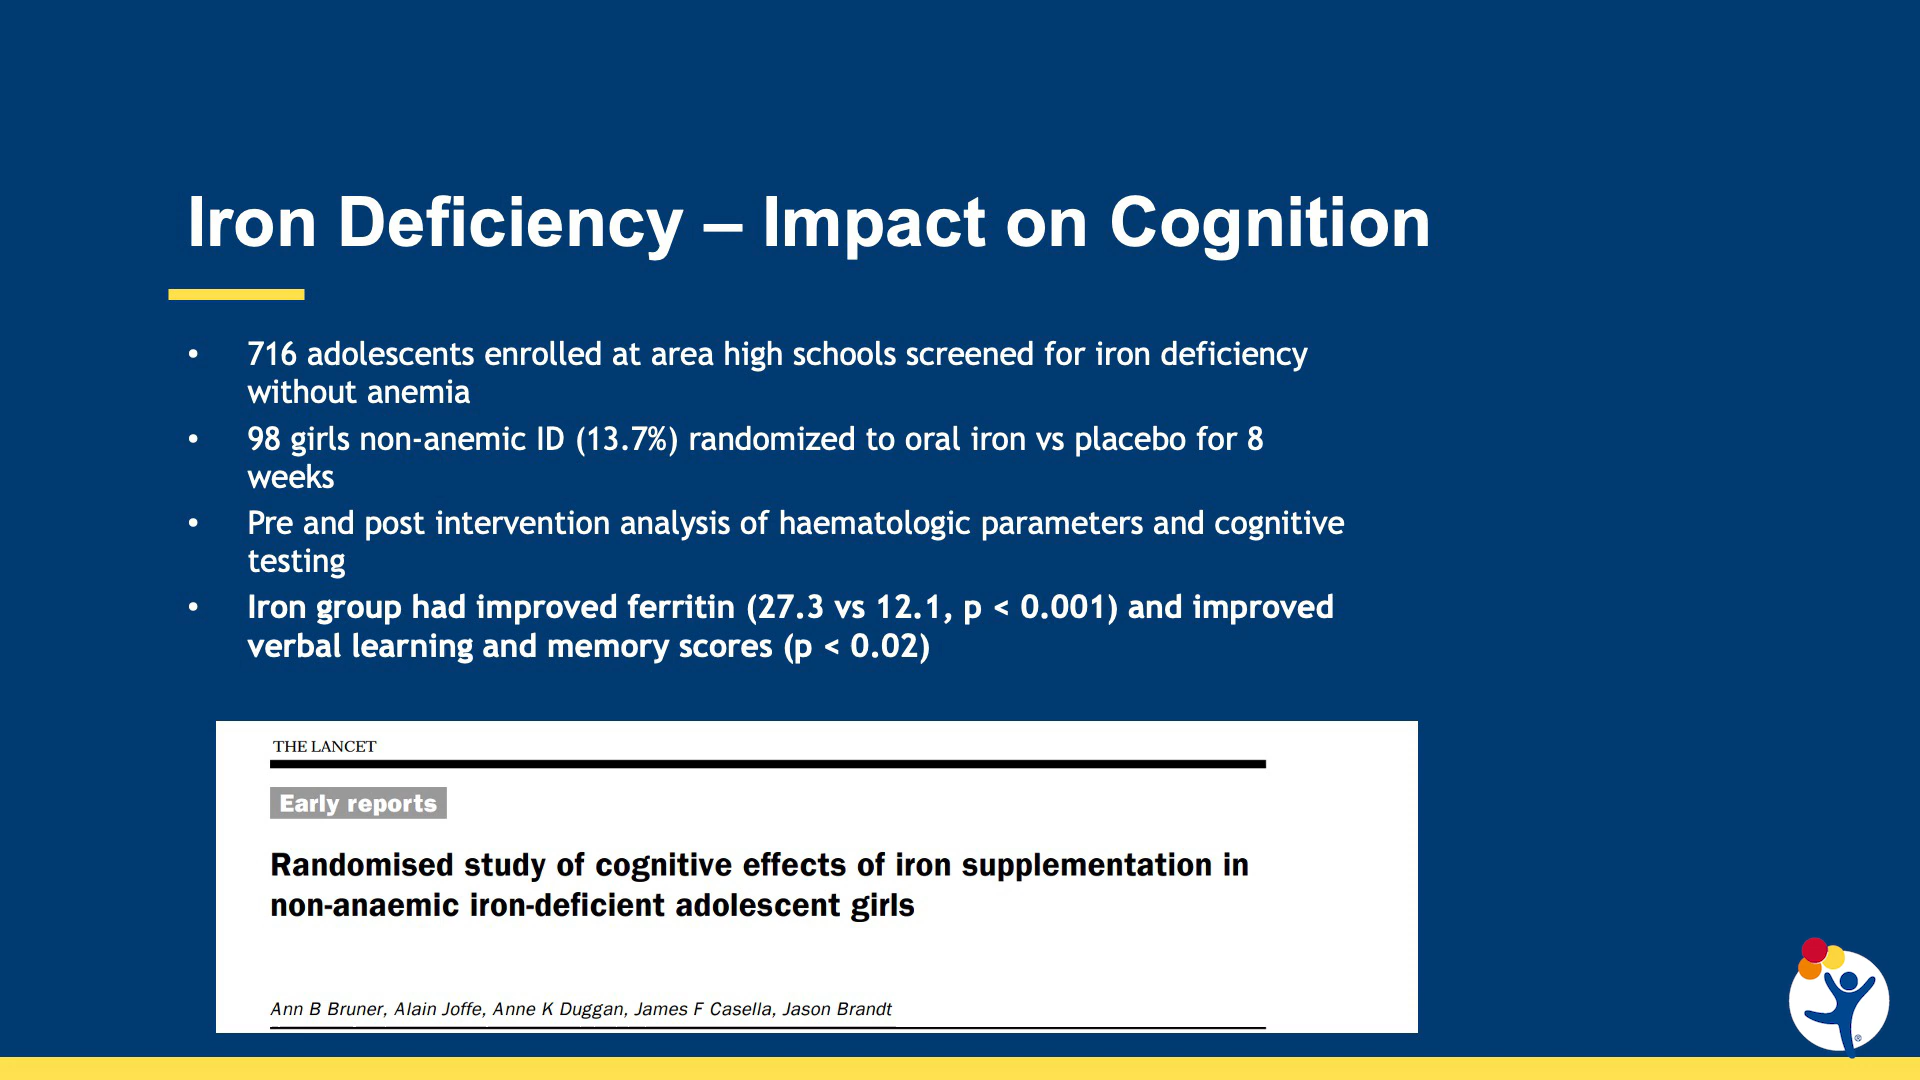 Iron Deficiency – Impact on Cognition
• 716 adolescents enrolled at area high schools screened for iron deficiency
without anemia
• 98 girls non-anemic ID (13.7%) randomized to oral iron vs placebo for 8
weeks
• Pre and post intervention analysis of haematologic parameters and cognitive
testing
• Iron group had improved ferritin (27.3 vs 12.1, p < 0.001) and improved
verbal learning and memory scores (p < 0.02)
THE LANCET
Early reports
Randomised study of cognitive effects of iron supplementation in
non-anaemic iron-deficient adolescent girls
Ann B Bruner, Alain Joffe, Anne K Duggan, James F Casella, Jason Brandt
®